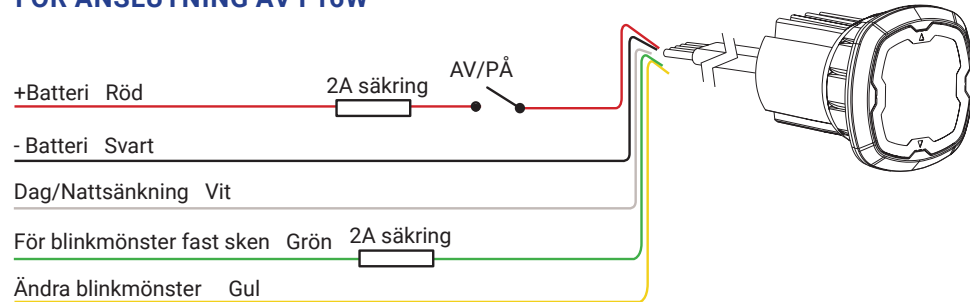 FÖR ANSLUTNING AV F16W
+Batteri Röd
2A säkring
AV/PÅ
- Batteri Svart
Dag/Nattsänkning Vit
För blinkmönster fast sken Grön
2A säkring
Ändra blinkmönster Gul